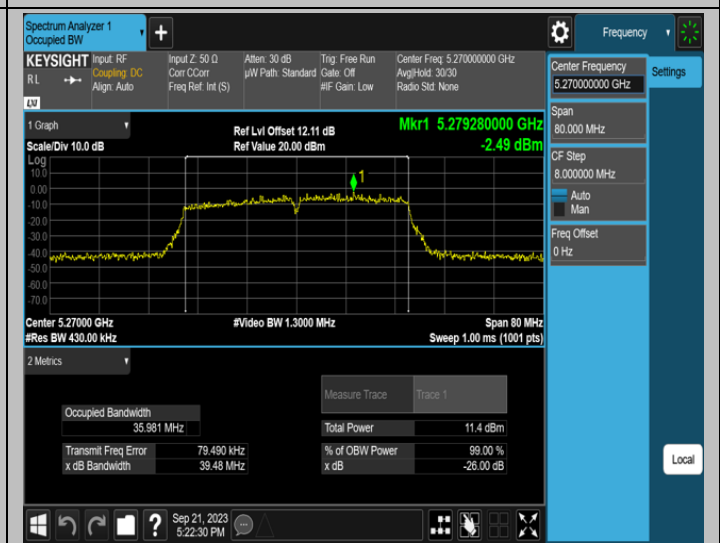 Spectrum Analyzer 1
Occupied BW
+
Frequency
KEYSIGHT
R L
LXI
Input: RF
Coupling: DC
Align: Auto
Input Z: 50 Ω
Corr CCorr
Freq Ref: Int (S)
Atten: 30 dB
µW Path: Standard
Trig: Free Run
Gate: Off
#IF Gain: Low
Center Freq: 5.270000000 GHz
Avg|Hold: 30/30
Radio Std: None
Center Frequency
5.270000000 GHz
Settings
Span
80.000 MHz
CF Step
8.000000 MHz
Auto
Man
Freq Offset
0 Hz
1 Graph
Scale/Div 10.0 dB
Ref Lvl Offset 12.11 dB
Ref Value 20.00 dBm
Mkr1 5.279280000 GHz
-2.49 dBm
Log
10.0
0.00
-10.0
-20.0
-30.0
-40.0
-50.0
-60.0
-70.0
1
Center 5.27000 GHz
#Res BW 430.00 kHz
#Video BW 1.3000 MHz
Span 80 MHz
Sweep 1.00 ms (1001 pts)
2 Metrics
Measure Trace
Trace 1
Occupied Bandwidth
35.981 MHz
Total Power
11.4 dBm
Transmit Freq Error
79.490 kHz
% of OBW Power
99.00 %
x dB Bandwidth
39.48 MHz
x dB
-26.00 dB
Local
?
Sep 21, 2023
5:22:30 PM